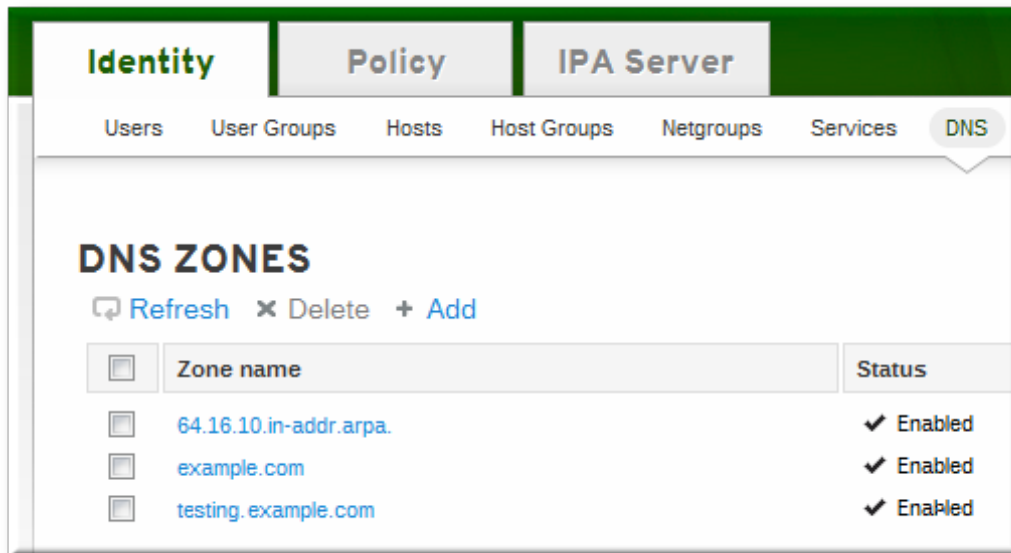 Identity Policy IPA Server
Users User Groups Hosts Host Groups Netgroups Services DNS
DNS ZONES
Refresh Delete + Add
Zone name Status
64.16.10.in-addr.arpa. Enabled
example.com Enabled
testing.example.com Enabled